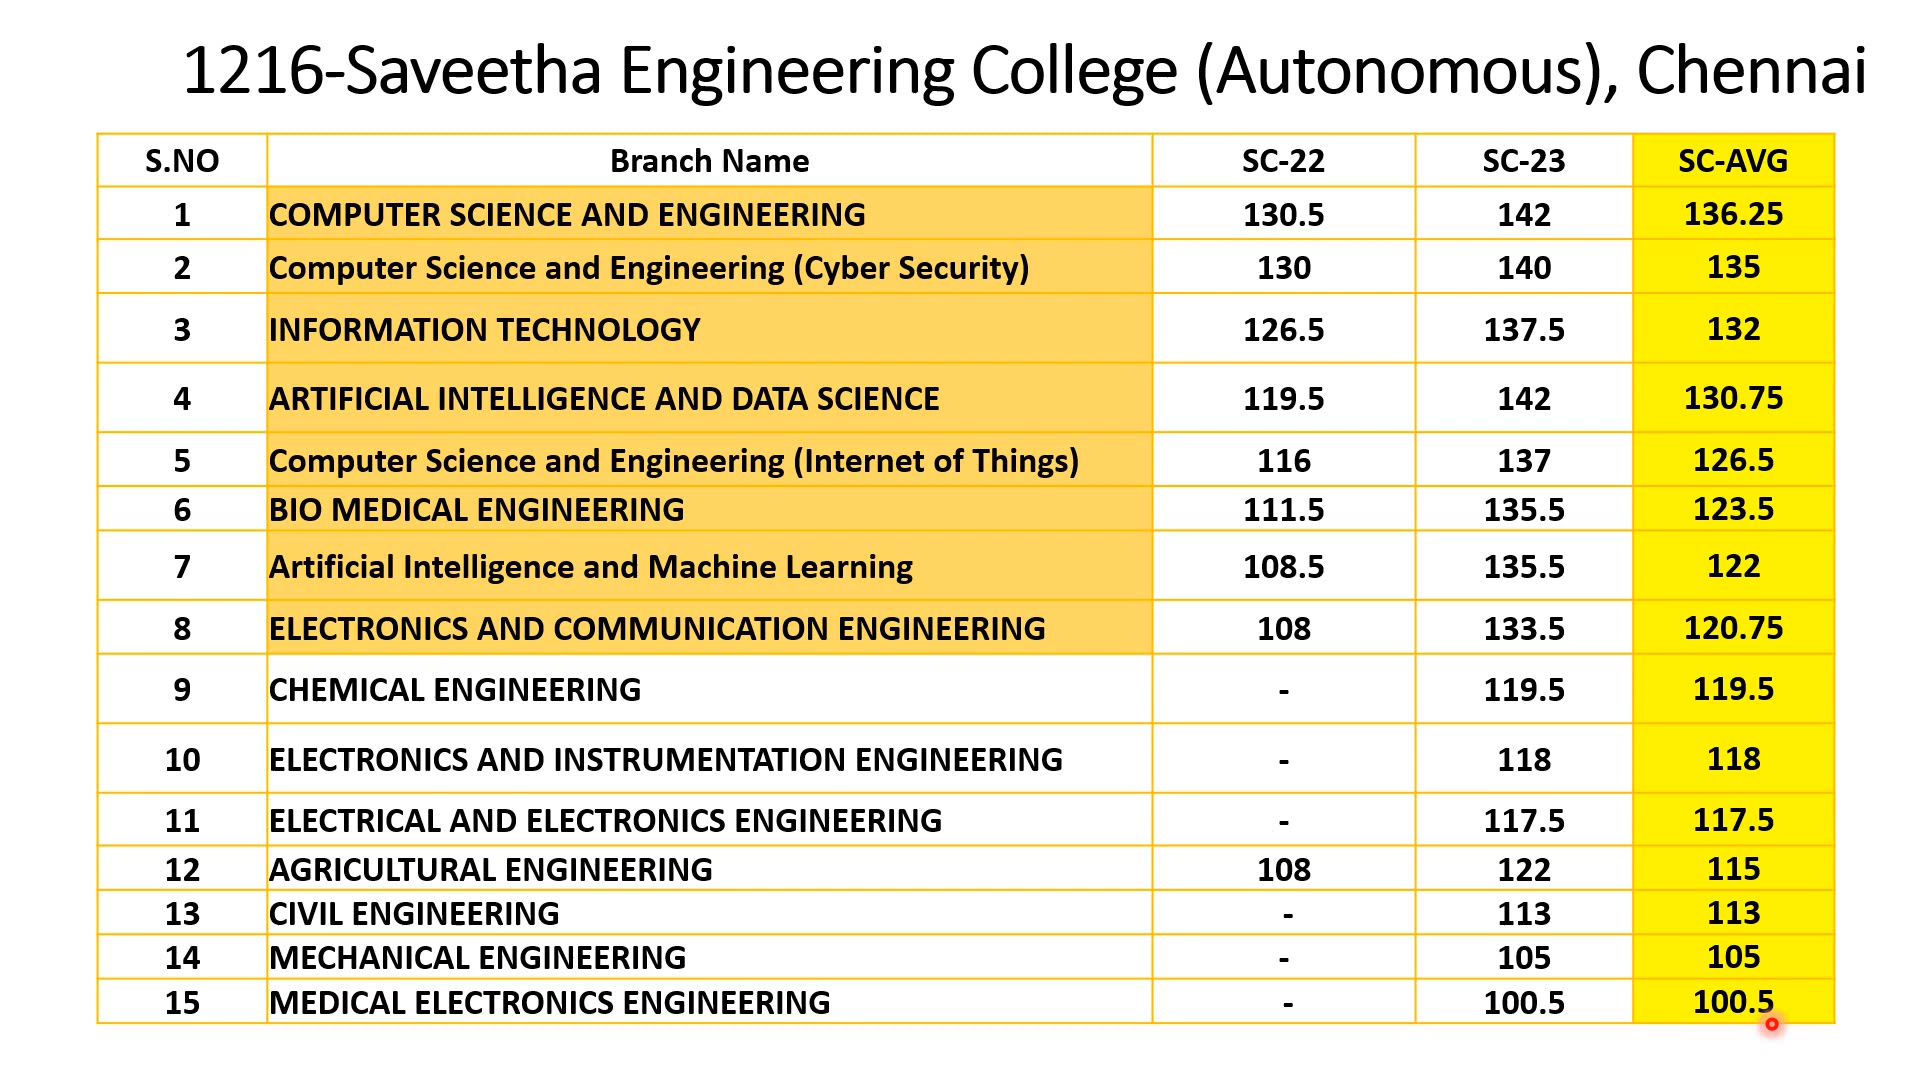 1216-Saveetha Engineering College (Autonomous), Chennai
S.NO Branch Name SC-22 SC-23 SC-AVG
1 COMPUTER SCIENCE AND ENGINEERING 130.5 142 136.25
2 Computer Science and Engineering (Cyber Security) 130 140 135
3 INFORMATION TECHNOLOGY 126.5 137.5 132
4 ARTIFICIAL INTELLIGENCE AND DATA SCIENCE 119.5 142 130.75
5 Computer Science and Engineering (Internet of Things) 116 137 126.5
6 BIO MEDICAL ENGINEERING 111.5 135.5 123.5
7 Artificial Intelligence and Machine Learning 108.5 135.5 122
8 ELECTRONICS AND COMMUNICATION ENGINEERING 108 133.5 120.75
9 CHEMICAL ENGINEERING - 119.5 119.5
10 ELECTRONICS AND INSTRUMENTATION ENGINEERING - 118 118
11 ELECTRICAL AND ELECTRONICS ENGINEERING - 117.5 117.5
12 AGRICULTURAL ENGINEERING 108 122 115
13 CIVIL ENGINEERING - 113 113
14 MECHANICAL ENGINEERING - 105 105
15 MEDICAL ELECTRONICS ENGINEERING - 100.5 100.5